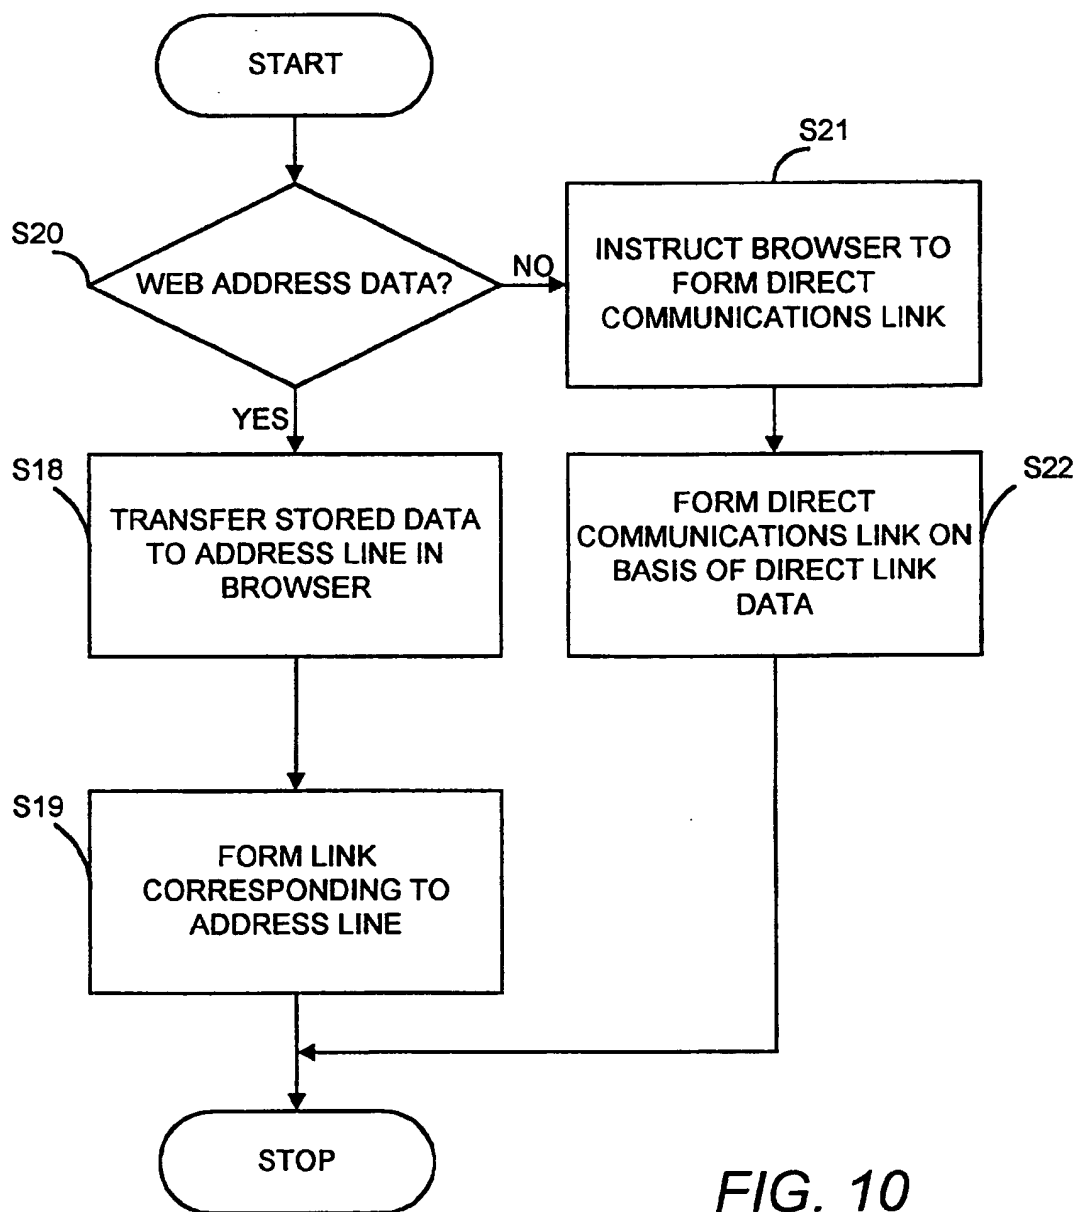 START
S20
WEB ADDRESS DATA?
NO
S21
INSTRUCT BROWSER TO
FORM DIRECT
COMMUNICATIONS LINK
YES
S18
TRANSFER STORED DATA
TO ADDRESS LINE IN
BROWSER
S22
FORM DIRECT
COMMUNICATIONS LINK ON
BASIS OF DIRECT LINK
DATA
S19
FORM LINK
CORRESPONDING TO
ADDRESS LINE
STOP
FIG. 10